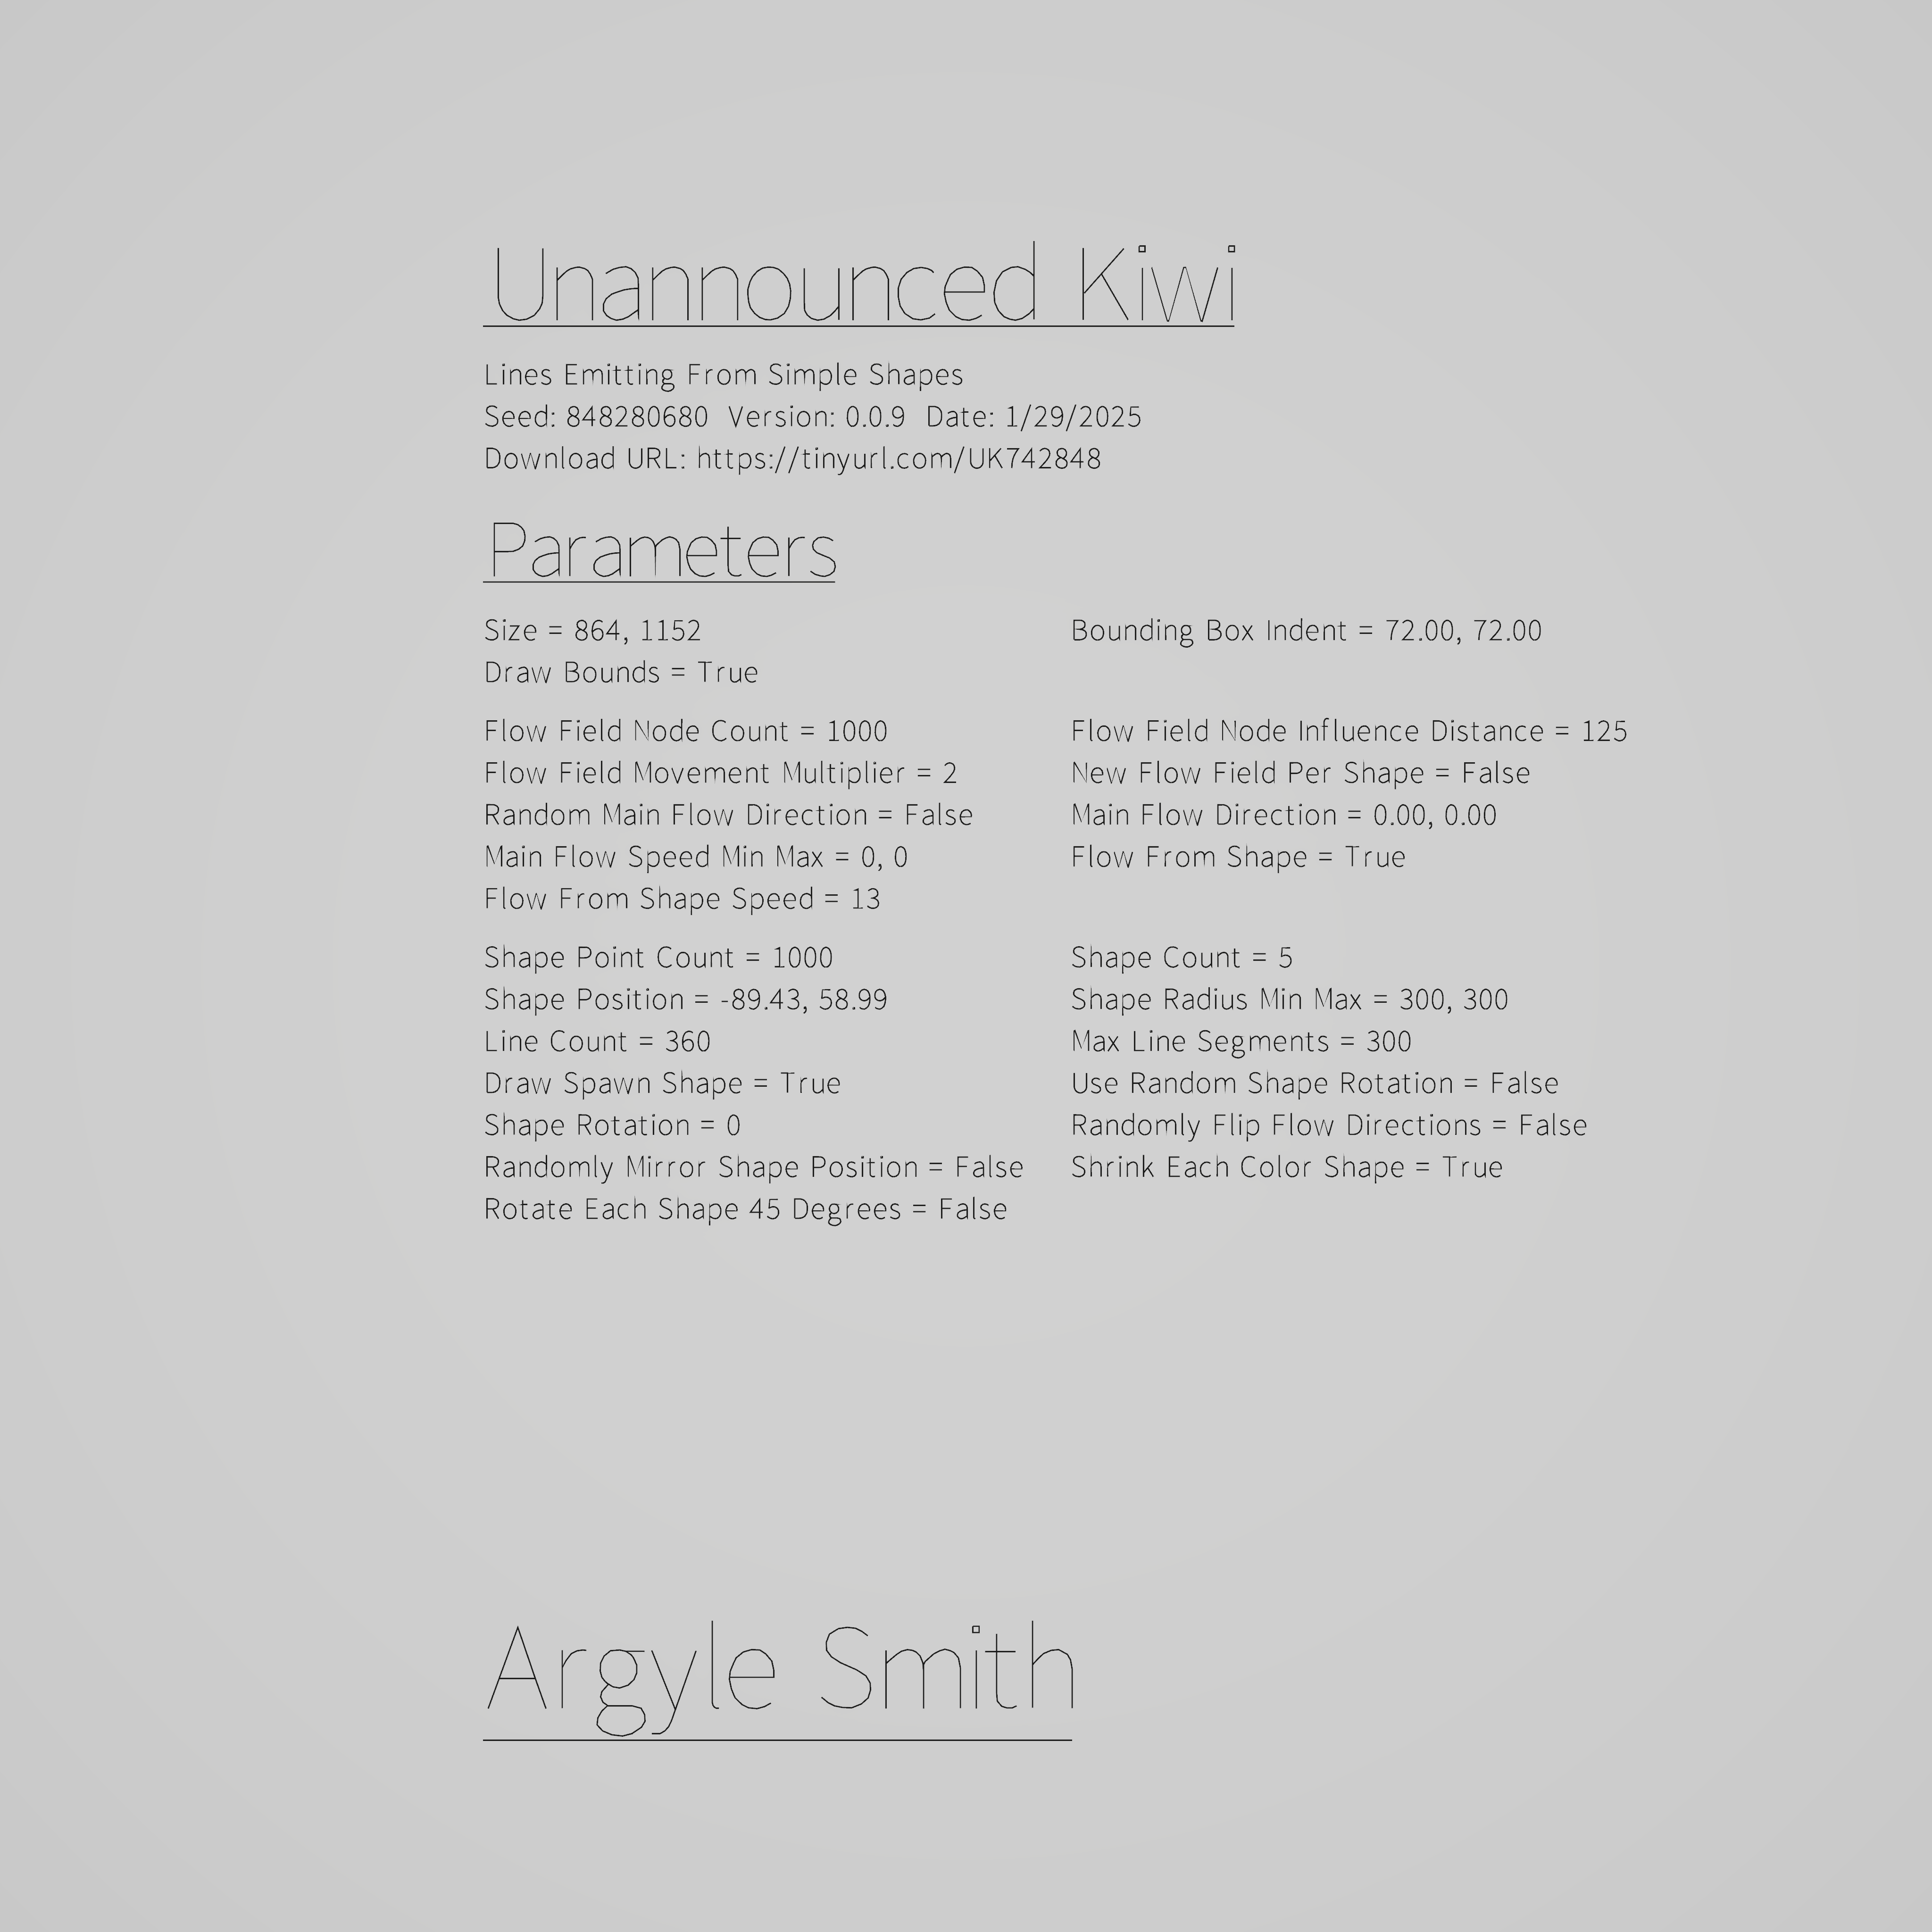 Unannounced Kiwi
Lines Emitting From Simple Shapes
Seed: 848280680 Version: 0.0.9 Date: 1/29/2025
Download URL: https://tinyurl.com/UK742848
Parameters
Size = 864, 1152 Bounding Box Indent = 72.00, 72.00
Draw Bounds = True
Flow Field Node Count = 1000 Flow Field Node Influence Distance = 125
Flow Field Movement Multiplier = 2 New Flow Field Per Shape = False
Random Main Flow Direction = False Main Flow Direction = 0.00, 0.00
Main Flow Speed Min Max = 0, 0 Flow From Shape = True
Flow From Shape Speed = 13
Shape Point Count = 1000 Shape Count = 5
Shape Position = -89.43, 58.99 Shape Radius Min Max = 300, 300
Line Count = 360 Max Line Segments = 300
Draw Spawn Shape = True Use Random Shape Rotation = False
Shape Rotation = 0 Randomly Flip Flow Directions = False
Randomly Mirror Shape Position = False Shrink Each Color Shape = True
Rotate Each Shape 45 Degrees = False
Argyle Smith